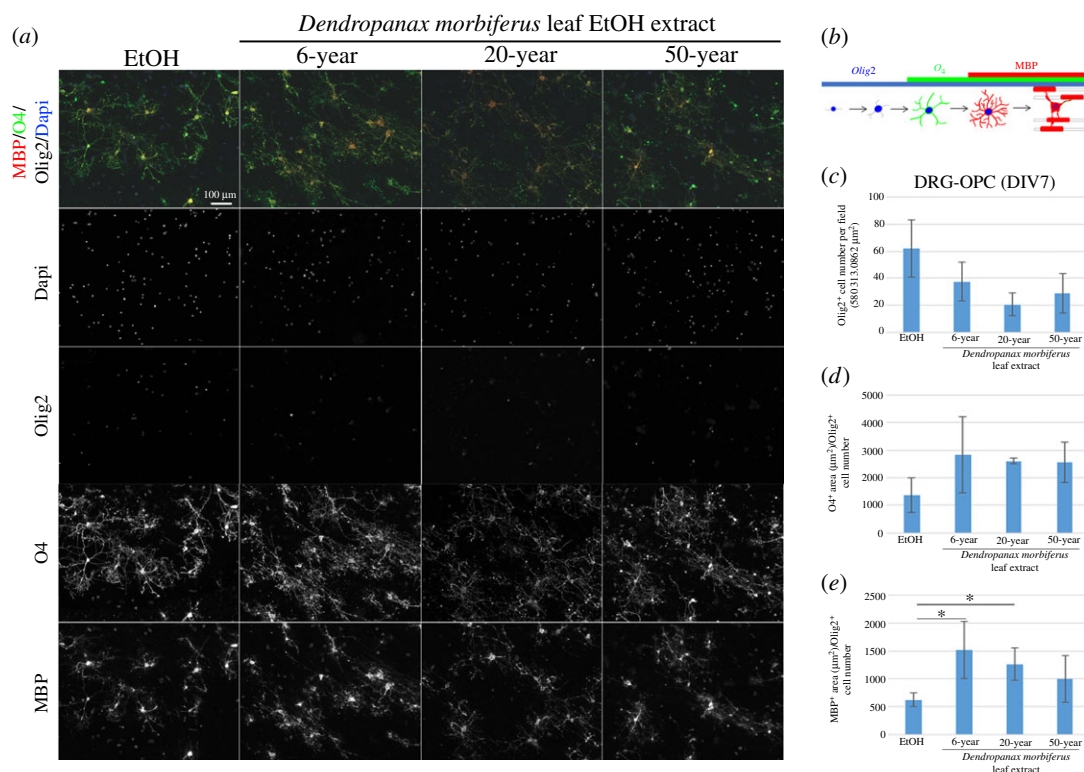 (a)
Dendropanax morbiferus leaf EtOH extract
EtOH
6-year
20-year
50-year
MBP/O4/
Olig2/Dapi
100 µm
Dapi
Olig2
O4
MBP
(b)
Olig2
O₄
MBP
(c)
DRG-OPC (DIV7)
Olig2⁺ cell number per field
(580 313.0862 µm²)
100
80
60
40
20
0
EtOH
6-year
20-year
50-year
Dendropanax morbiferus
leaf extract
(d)
O4⁺ area (µm²)/Olig2⁺
cell number
5000
4000
3000
2000
1000
0
EtOH
6-year
20-year
50-year
Dendropanax morbiferus
leaf extract
(e)
MBP⁺ area (µm²)/Olig2⁺
cell number
2500
2000
1500
1000
500
0
*
*
EtOH
6-year
20-year
50-year
Dendropanax morbiferus
leaf extract